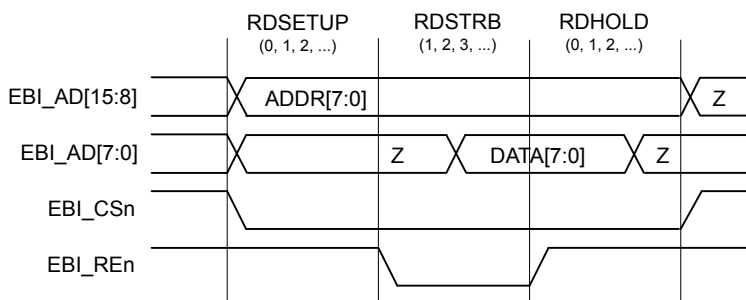 RDSETUP RDSTRB RDHOLD
(0, 1, 2, ...) (1, 2, 3, ...) (0, 1, 2, ...)
EBI_AD[15:8] ADDR[7:0] Z
EBI_AD[7:0] Z DATA[7:0] Z
EBI_CSn
EBI_REn